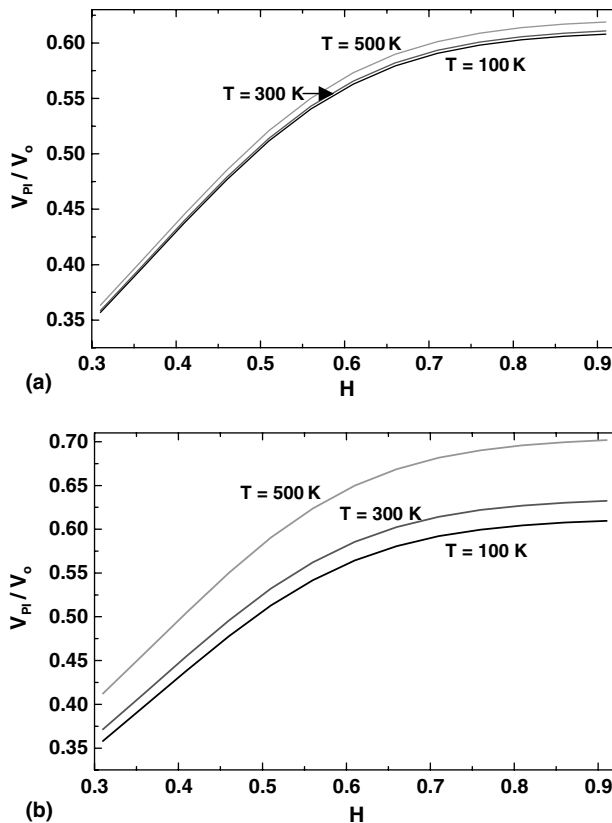 0.60
0.55
0.50
0.45
0.40
0.35
V_PI / V_o
T = 500 K
T = 300 K
T = 100 K
0.3 0.4 0.5 0.6 0.7 0.8 0.9
(a)
H
0.70
0.65
0.60
0.55
0.50
0.45
0.40
0.35
V_PI / V_o
T = 500 K
T = 300 K
T = 100 K
0.3 0.4 0.5 0.6 0.7 0.8 0.9
(b)
H